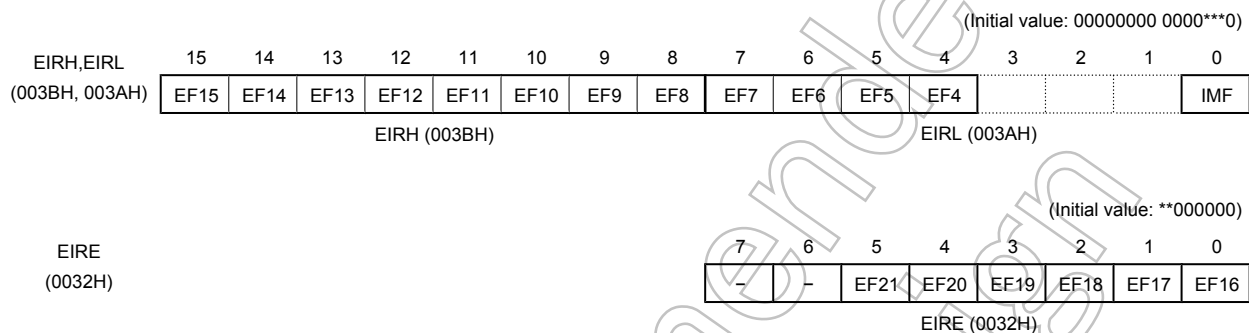 (Initial value: 00000000 0000***0)
EIRH,EIRL 15 14 13 12 11 10 9 8 7 6 5 4 3 2 1 0
(003BH, 003AH) EF15 EF14 EF13 EF12 EF11 EF10 EF9 EF8 EF7 EF6 EF5 EF4 IMF
EIRH (003BH) EIRL (003AH)
(Initial value: **000000)
EIRE 7 6 5 4 3 2 1 0
(0032H) – – EF21 EF20 EF19 EF18 EF17 EF16
EIRE (0032H)